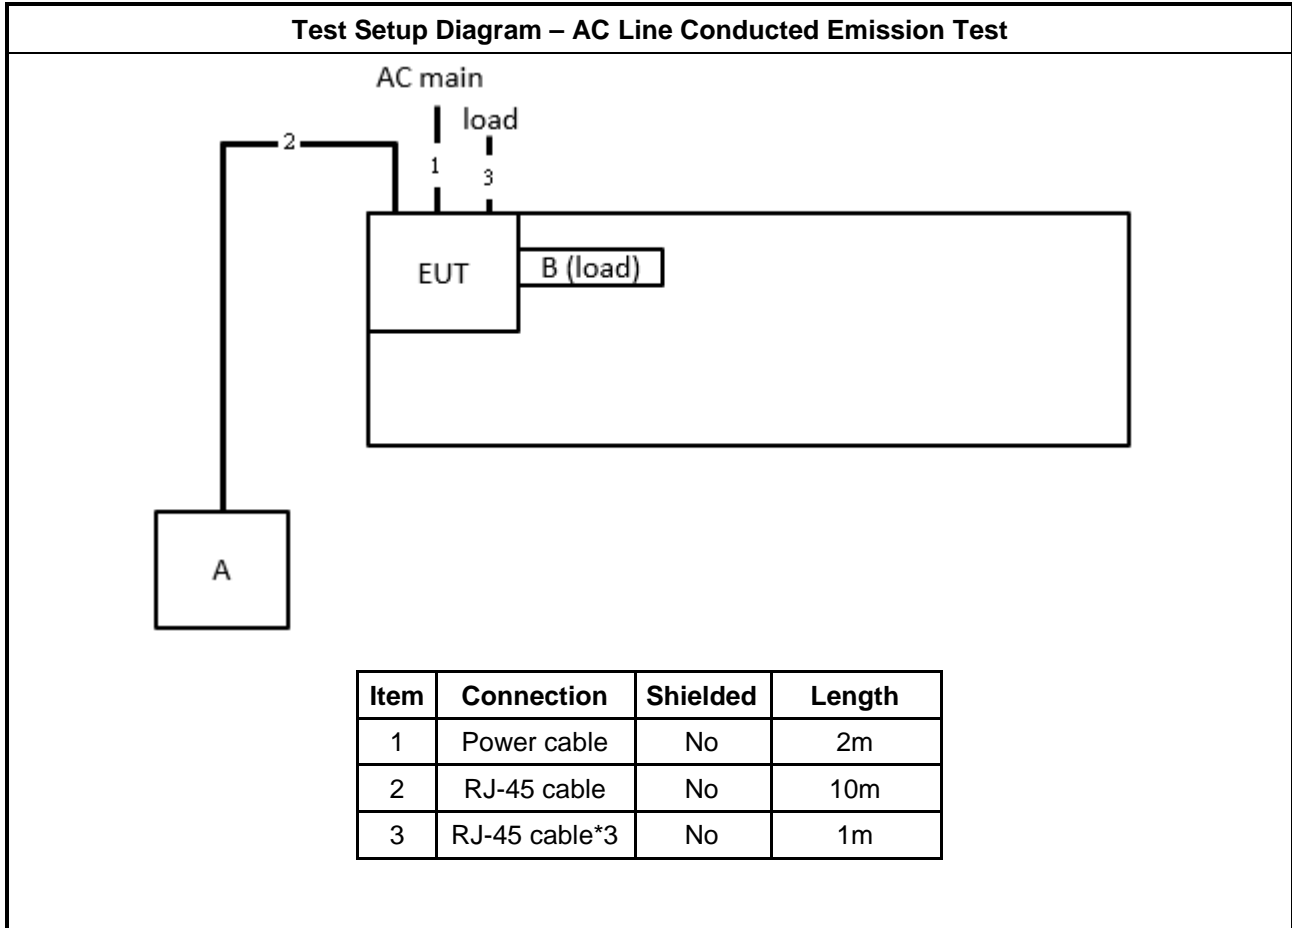 Test Setup Diagram – AC Line Conducted Emission Test
AC main
load
2
1
3
EUT
B (load)
A
Item Connection Shielded Length
1 Power cable No 2m
2 RJ-45 cable No 10m
3 RJ-45 cable*3 No 1m